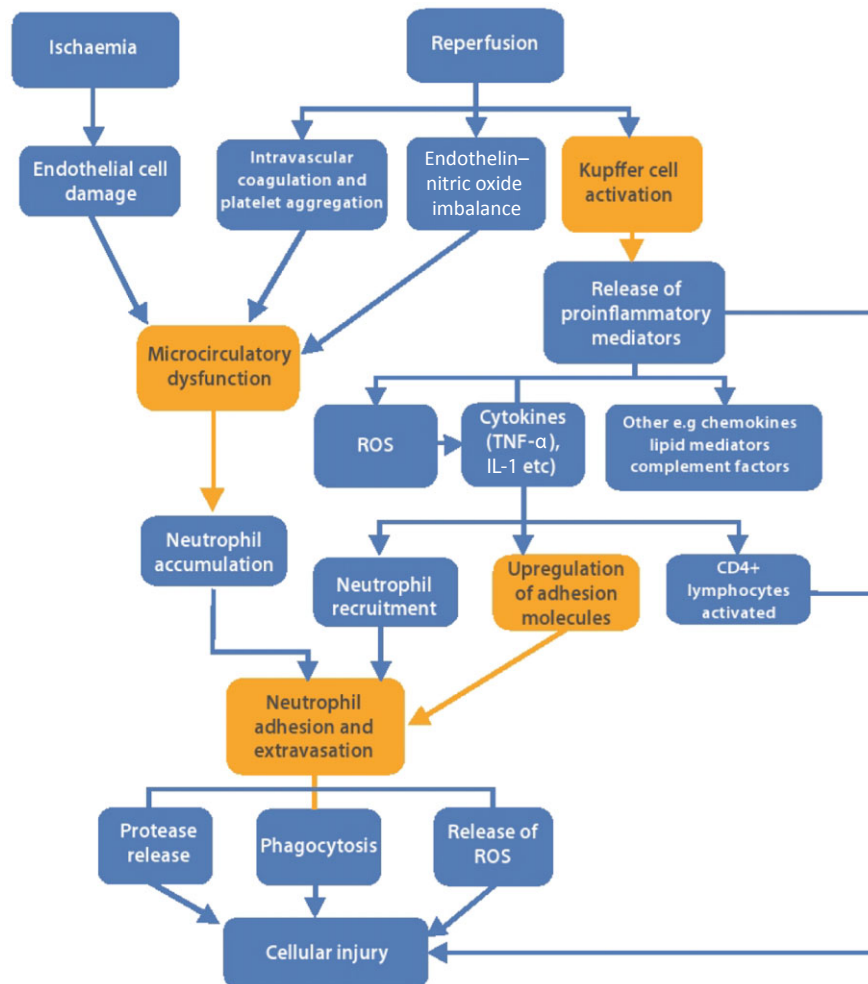 Ischaemia
Reperfusion
Endothelial cell
damage
Intravascular
coagulation and
platelet aggregation
Endothelin–
nitric oxide
imbalance
Kupffer cell
activation
Release of
proinflammatory
mediators
Microcirculatory
dysfunction
ROS
Cytokines
(TNF-α),
IL-1 etc)
Other e.g chemokines
lipid mediators
complement factors
Neutrophil
accumulation
Neutrophil
recruitment
Upregulation
of adhesion
molecules
CD4+
lymphocytes
activated
Neutrophil
adhesion and
extravasation
Protease
release
Phagocytosis
Release of
ROS
Cellular injury